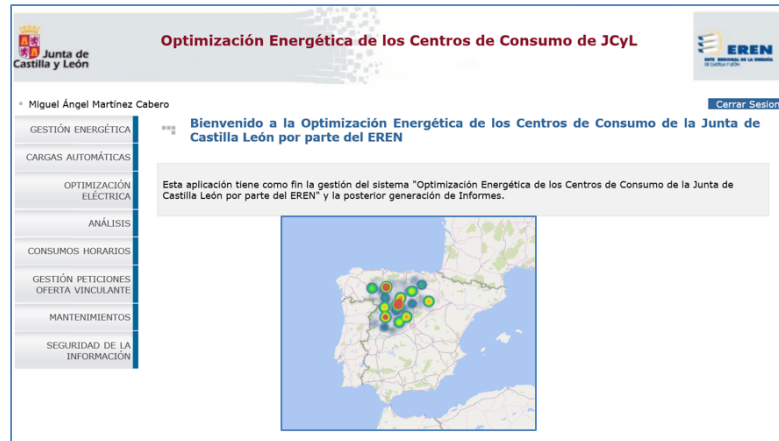 Junta de
Castilla y León
Optimización Energética de los Centros de Consumo de JCyL
EREN
Miguel Ángel Martínez Cabero
Cerrar Sesion
GESTIÓN ENERGÉTICA
CARGAS AUTOMÁTICAS
OPTIMIZACIÓN
ELÉCTRICA
ANÁLISIS
CONSUMOS HORARIOS
GESTIÓN PETICIONES
OFERTA VINCULANTE
MANTENIMIENTOS
SEGURIDAD DE LA
INFORMACIÓN
Bienvenido a la Optimización Energética de los Centros de Consumo de la Junta de
Castilla León por parte del EREN
Esta aplicación tiene como fin la gestión del sistema "Optimización Energética de los Centros de Consumo de la Junta de
Castilla León por parte del EREN" y la posterior generación de Informes.